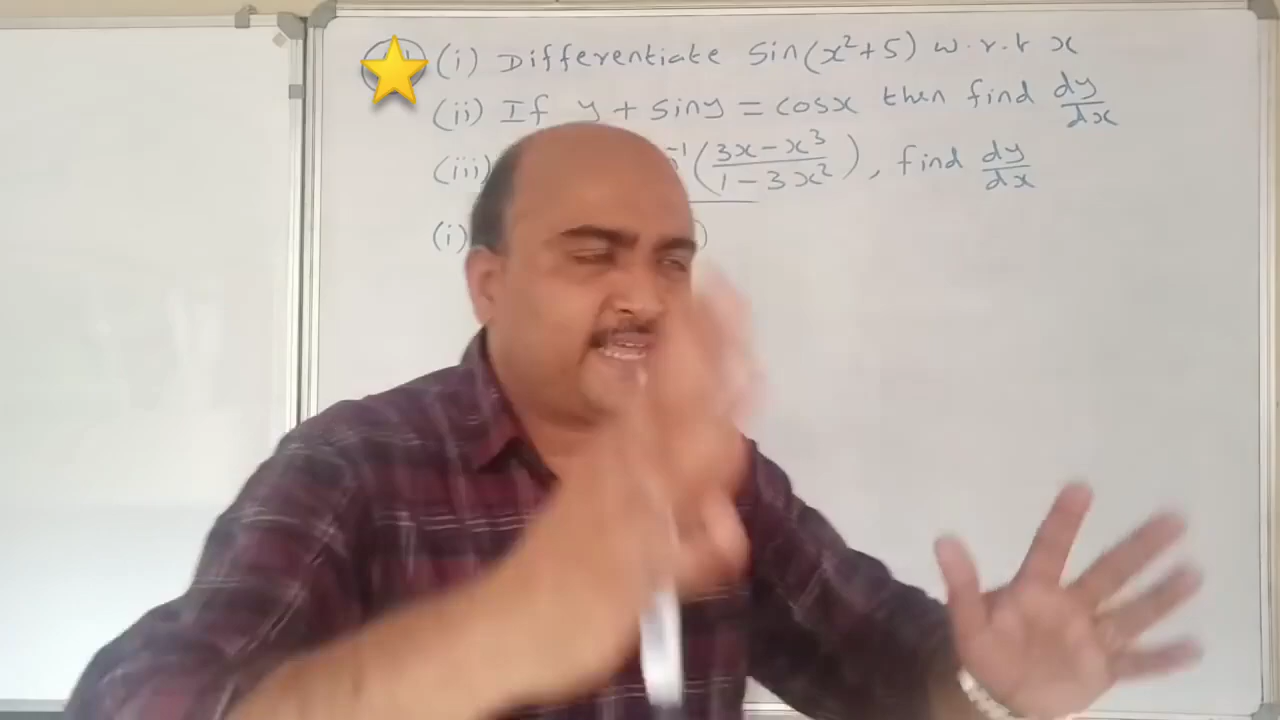 (i) Differentiate Sin(x²+5) w.r.t x
(ii) If y + siny = cosx then find dy/dx
(iii) ⁻¹((3x-x³)/(1-3x²)), find dy/dx
(i) )